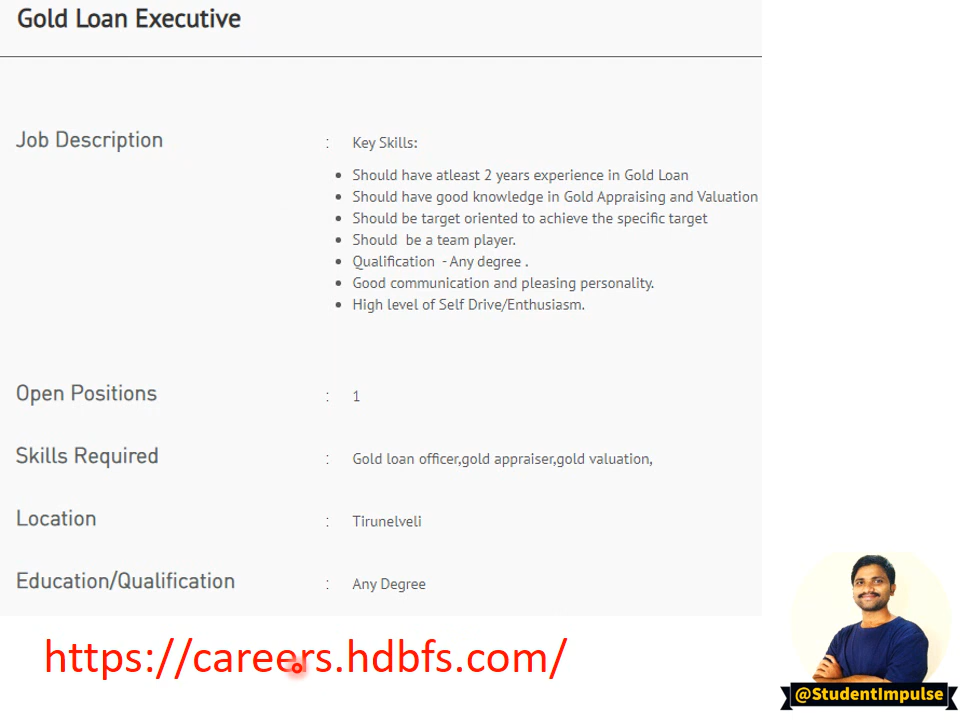 Gold Loan Executive
Job Description : Key Skills:
• Should have atleast 2 years experience in Gold Loan
• Should have good knowledge in Gold Appraising and Valuation
• Should be target oriented to achieve the specific target
• Should  be a team player.
• Qualification  - Any degree .
• Good communication and pleasing personality.
• High level of Self Drive/Enthusiasm.
Open Positions : 1
Skills Required : Gold loan officer,gold appraiser,gold valuation,
Location : Tirunelveli
Education/Qualification : Any Degree
https://careers.hdbfs.com/
@StudentImpulse